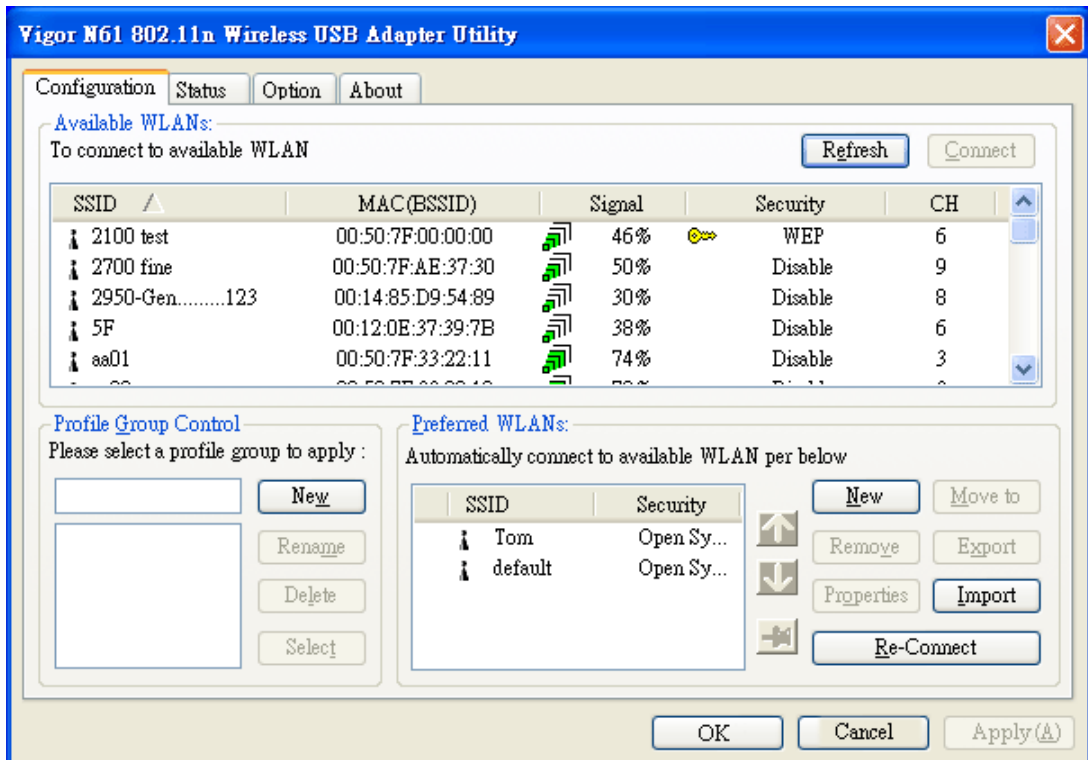 Vigor N61 802.11n Wireless USB Adapter Utility
Configuration Status Option About
Available WLANs:
To connect to available WLAN
Refresh Connect
SSID MAC(BSSID) Signal Security CH
2100 test 00:50:7F:00:00:00 46% WEP 6
2700 fine 00:50:7F:AE:37:30 50% Disable 9
2950-Gen.........123 00:14:85:D9:54:89 30% Disable 8
5F 00:12:0E:37:39:7B 38% Disable 6
aa01 00:50:7F:33:22:11 74% Disable 3
Profile Group Control
Please select a profile group to apply :
New
Rename
Delete
Select
Preferred WLANs:
Automatically connect to available WLAN per below
SSID Security
Tom Open Sy...
default Open Sy...
New Move to
Remove Export
Properties Import
Re-Connect
OK Cancel Apply(A)